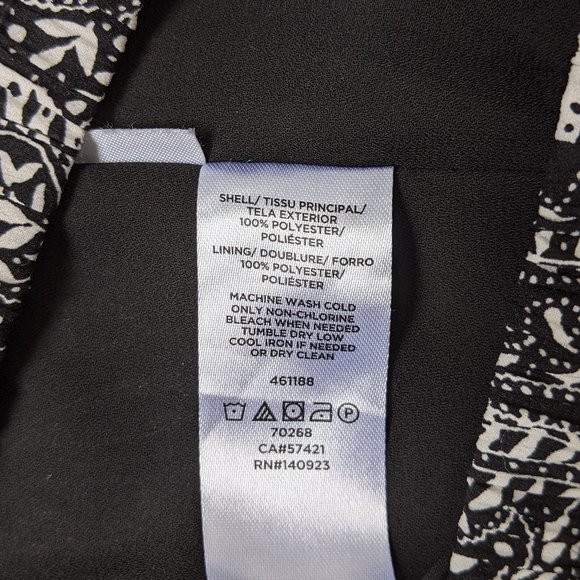 SHELL/ TISSU PRINCIPAL/
TELA EXTERIOR
100% POLYESTER/
POLIÉSTER
LINING/ DOUBLURE/ FORRO
100% POLYESTER/
POLIÉSTER
MACHINE WASH COLD
ONLY NON-CHLORINE
BLEACH WHEN NEEDED
TUMBLE DRY LOW
COOL IRON IF NEEDED
OR DRY CLEAN
461188
P
70268
CA#57421
RN#140923